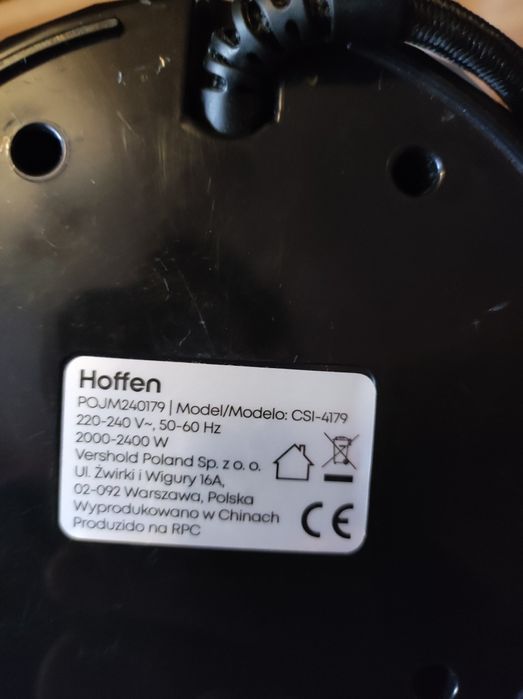 Hoffen
POJM240179 | Model/Modelo: CSI-4179
220-240 V~, 50-60 Hz
2000-2400 W
Vershold Poland Sp. z o. o.
Ul. Żwirki i Wigury 16A,
02-092 Warszawa, Polska
Wyprodukowano w Chinach
Produzido na RPC
CE